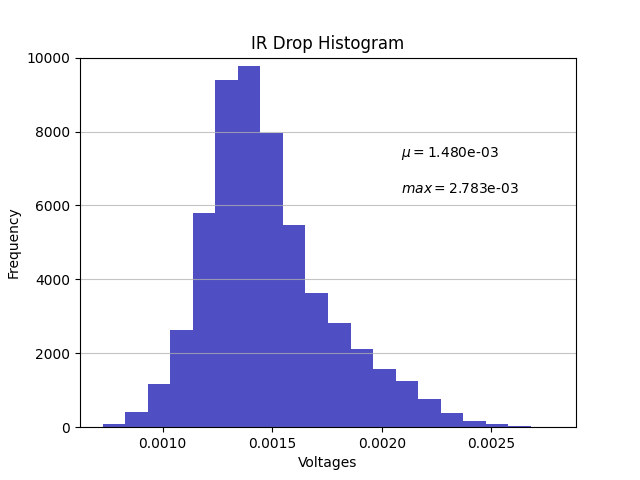 IR Drop Histogram
10000
8000
6000
4000
2000
0
Frequency
μ = 1.480e-03
max = 2.783e-03
0.0010 0.0015 0.0020 0.0025
Voltages